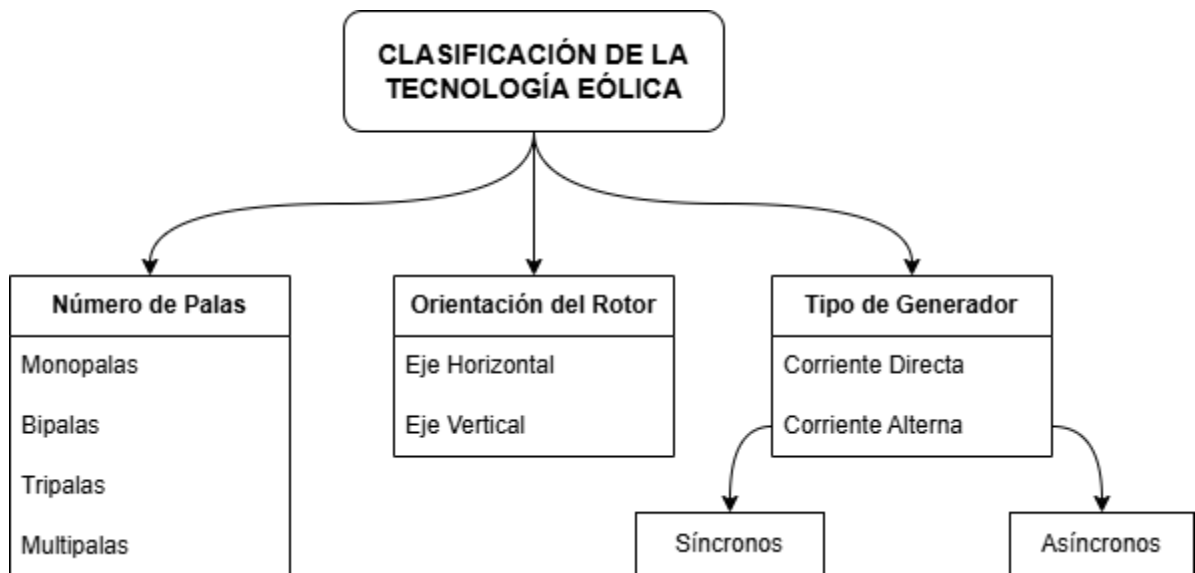 CLASIFICACIÓN DE LA
TECNOLOGÍA EÓLICA
Número de Palas
Monopalas
Bipalas
Tripalas
Multipalas
Orientación del Rotor
Eje Horizontal
Eje Vertical
Tipo de Generador
Corriente Directa
Corriente Alterna
Síncronos
Asíncronos